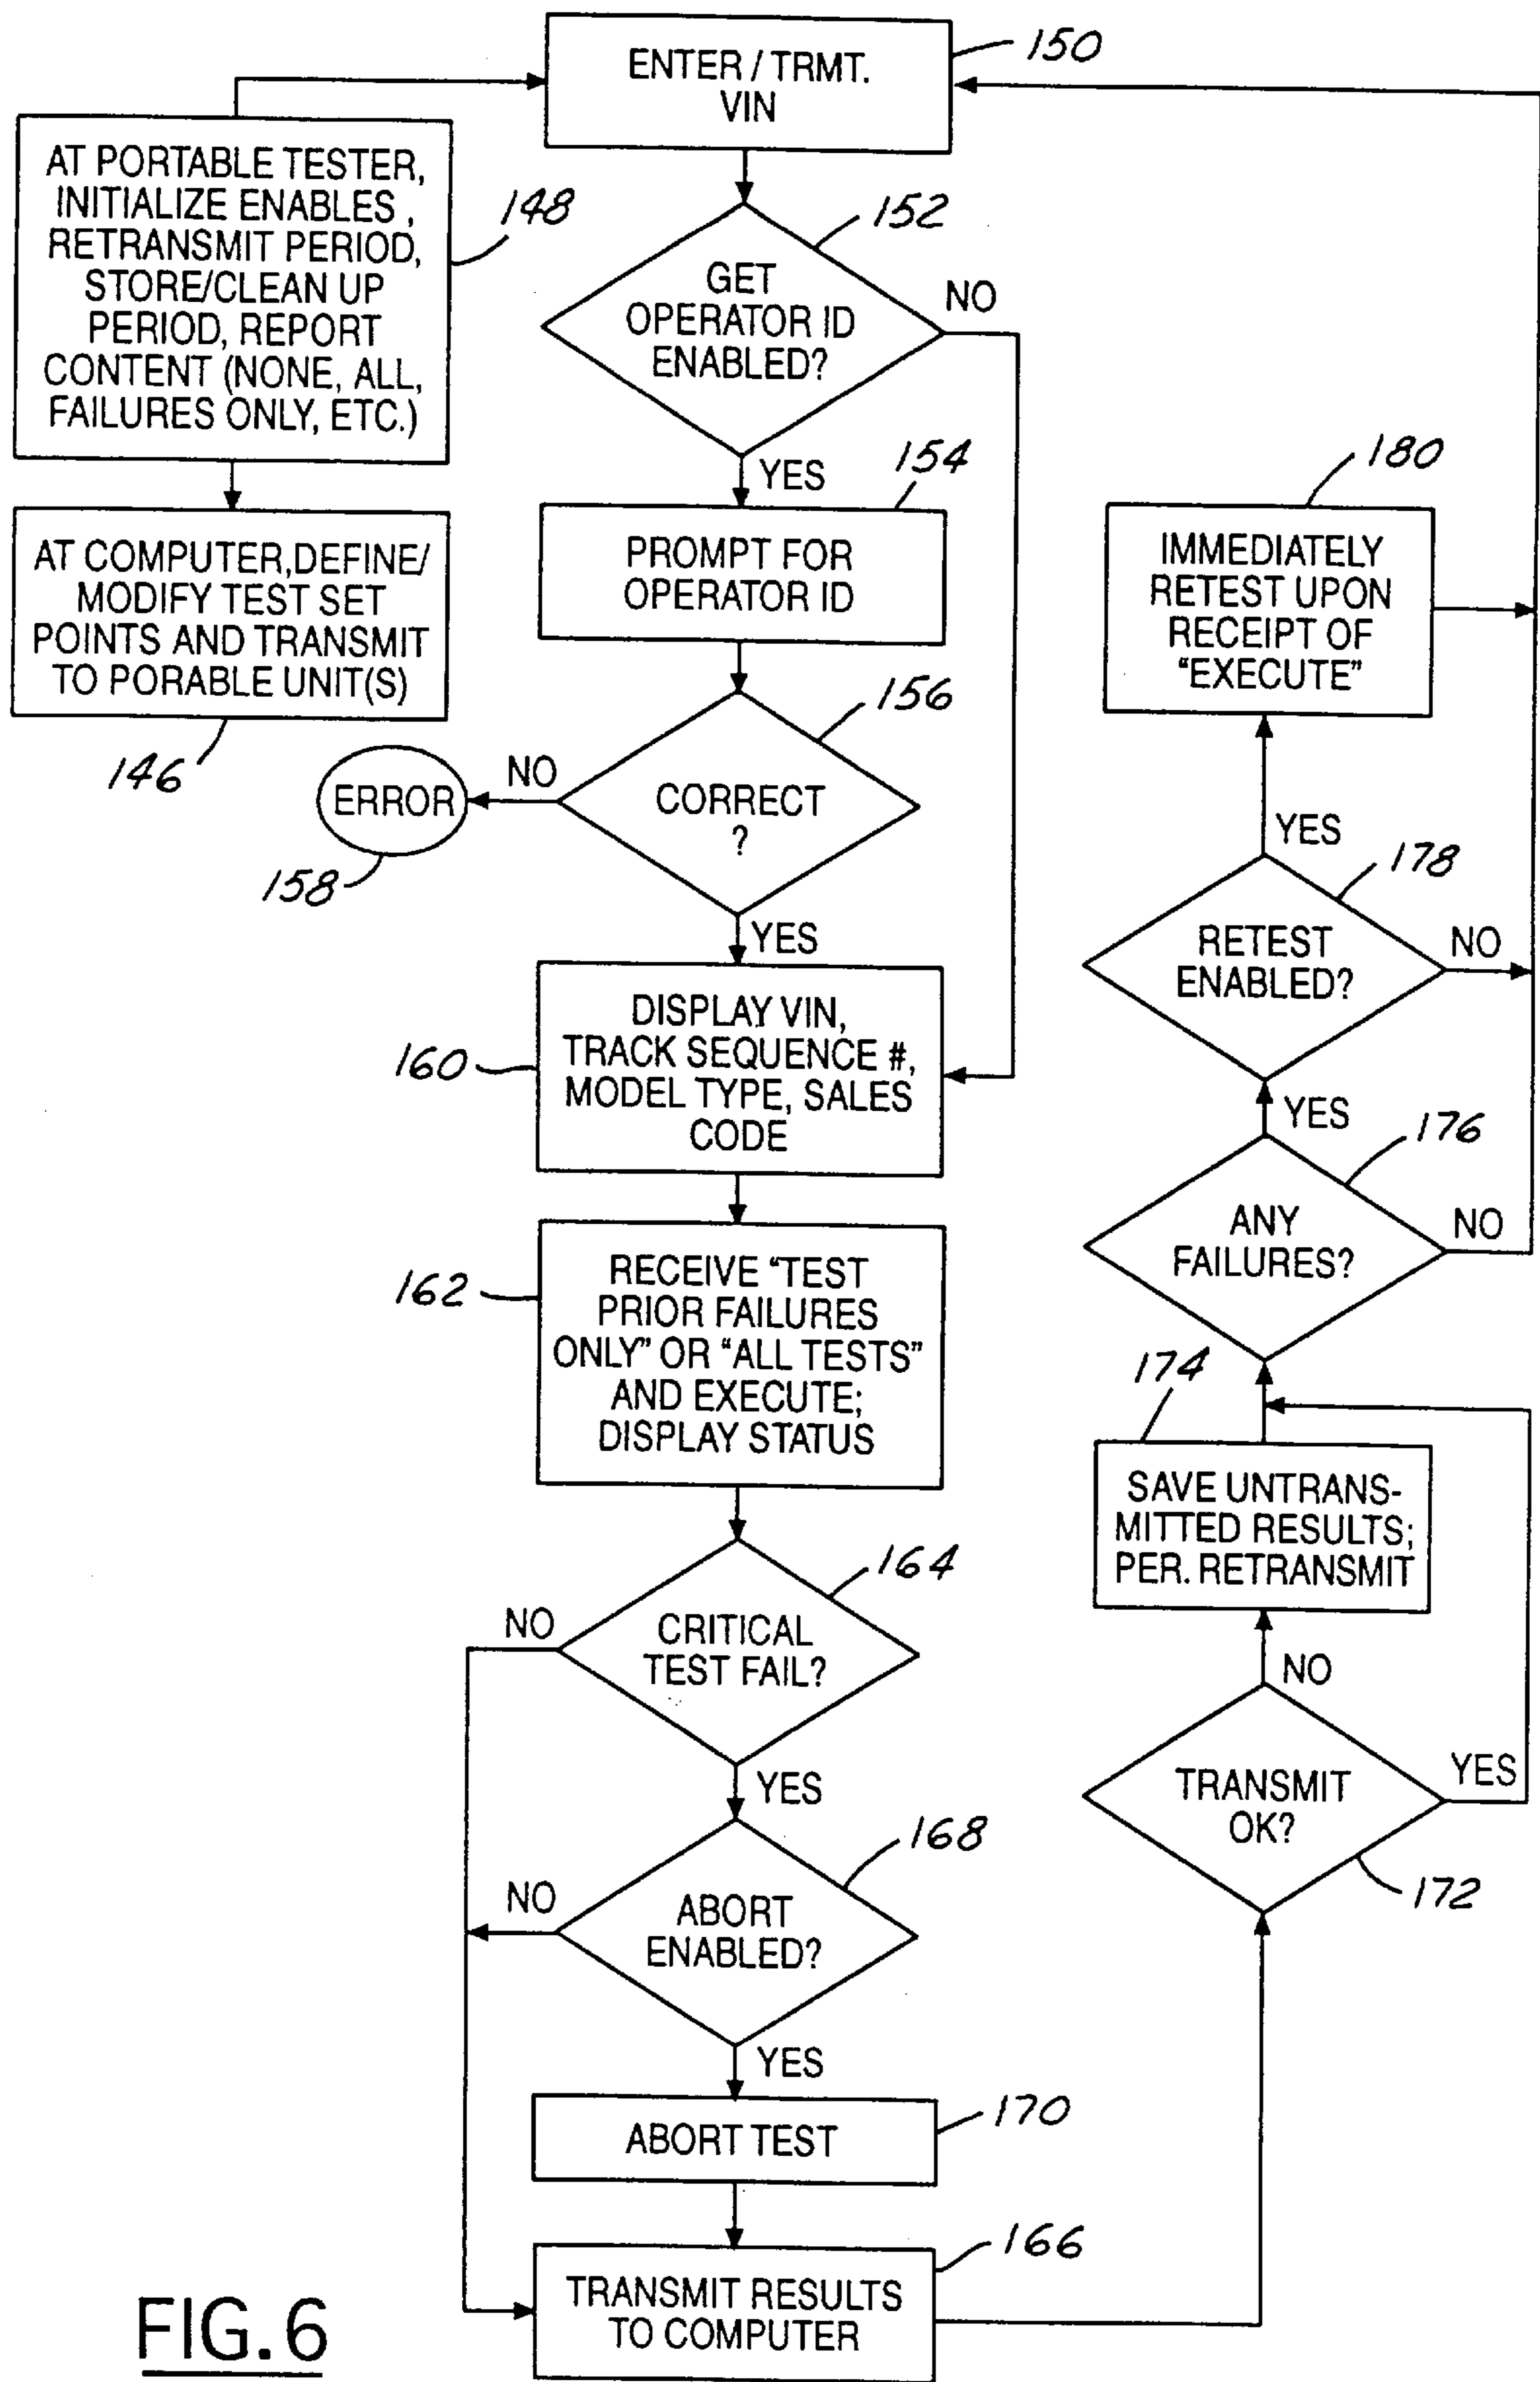 ENTER / TRMT.
VIN
150
AT PORTABLE TESTER,
INITIALIZE ENABLES ,
RETRANSMIT PERIOD,
STORE/CLEAN UP
PERIOD, REPORT
CONTENT (NONE, ALL,
FAILURES ONLY, ETC.)
148
AT COMPUTER,DEFINE/
MODIFY TEST SET
POINTS AND TRANSMIT
TO PORABLE UNIT(S)
146
GET
OPERATOR ID
ENABLED?
152
NO
YES
154
PROMPT FOR
OPERATOR ID
156
CORRECT
?
NO
ERROR
158
YES
160
DISPLAY VIN,
TRACK SEQUENCE #,
MODEL TYPE, SALES
CODE
162
RECEIVE “TEST
PRIOR FAILURES
ONLY” OR “ALL TESTS”
AND EXECUTE;
DISPLAY STATUS
164
CRITICAL
TEST FAIL?
NO
YES
168
ABORT
ENABLED?
NO
YES
170
ABORT TEST
166
TRANSMIT RESULTS
TO COMPUTER
180
IMMEDIATELY
RETEST UPON
RECEIPT OF
“EXECUTE”
YES
178
RETEST
ENABLED?
NO
YES
176
ANY
FAILURES?
NO
174
SAVE UNTRANS-
MITTED RESULTS;
PER. RETRANSMIT
NO
TRANSMIT
OK?
YES
172
FIG. 6